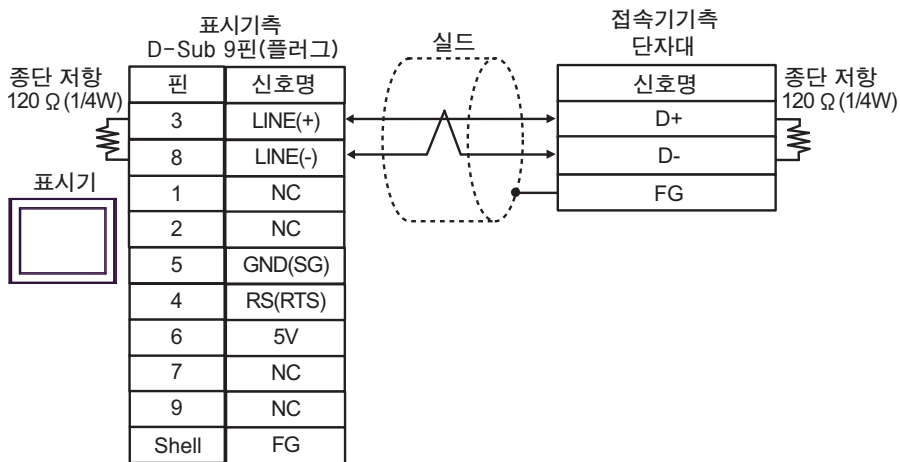 표시기측
D-Sub 9핀(플러그)
실드
접속기기측
단자대
종단 저항
120 Ω (1/4W)
핀 신호명
3 LINE(+)
8 LINE(-)
1 NC
2 NC
5 GND(SG)
4 RS(RTS)
6 5V
7 NC
9 NC
Shell FG
표시기
신호명
D+
D-
FG
종단 저항
120 Ω (1/4W)